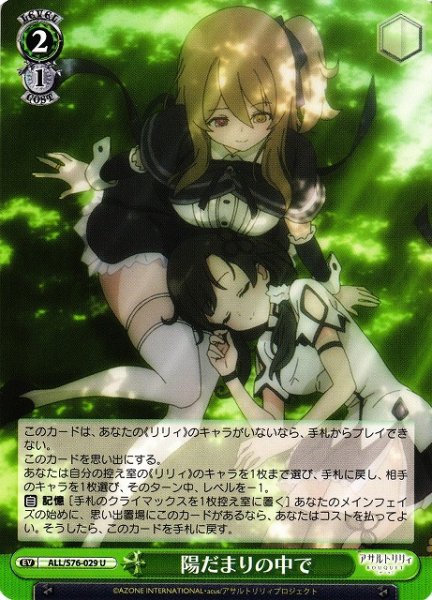 LEVEL
2
1
COST
このカードは、あなたの《リリィ》のキャラがいないなら、手札からプレイでき
ない。
このカードを思い出にする。
あなたは自分の控え室の《リリィ》のキャラを1枚まで選び、手札に戻し、相手
のキャラを1枚選び、そのターン中、レベルを-1。
自 記憶 [手札のクライマックスを1枚控え室に置く] あなたのメインフェイ
ズの始めに、思い出置場にこのカードがあるなら、あなたはコストを払ってよ
い。そうしたら、このカードを手札に戻す。
EV ALL/S76-029 U
陽だまりの中で
アサルトリリィ
BOUQUET
©AZONE INTERNATIONAL・acus/アサルトリリィプロジェクト